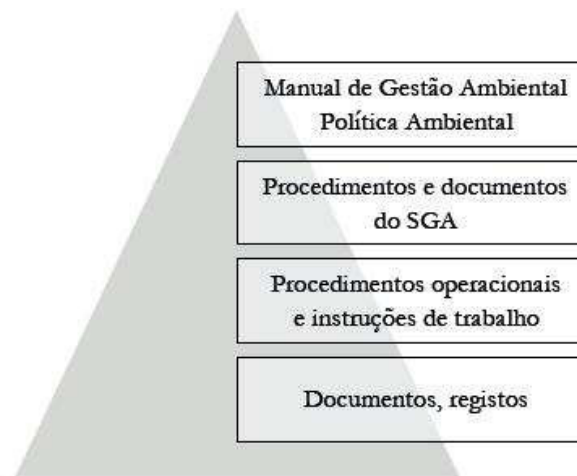 Manual de Gestão Ambiental
Política Ambiental
Procedimentos e documentos
do SGA
Procedimentos operacionais
e instruções de trabalho
Documentos, registos